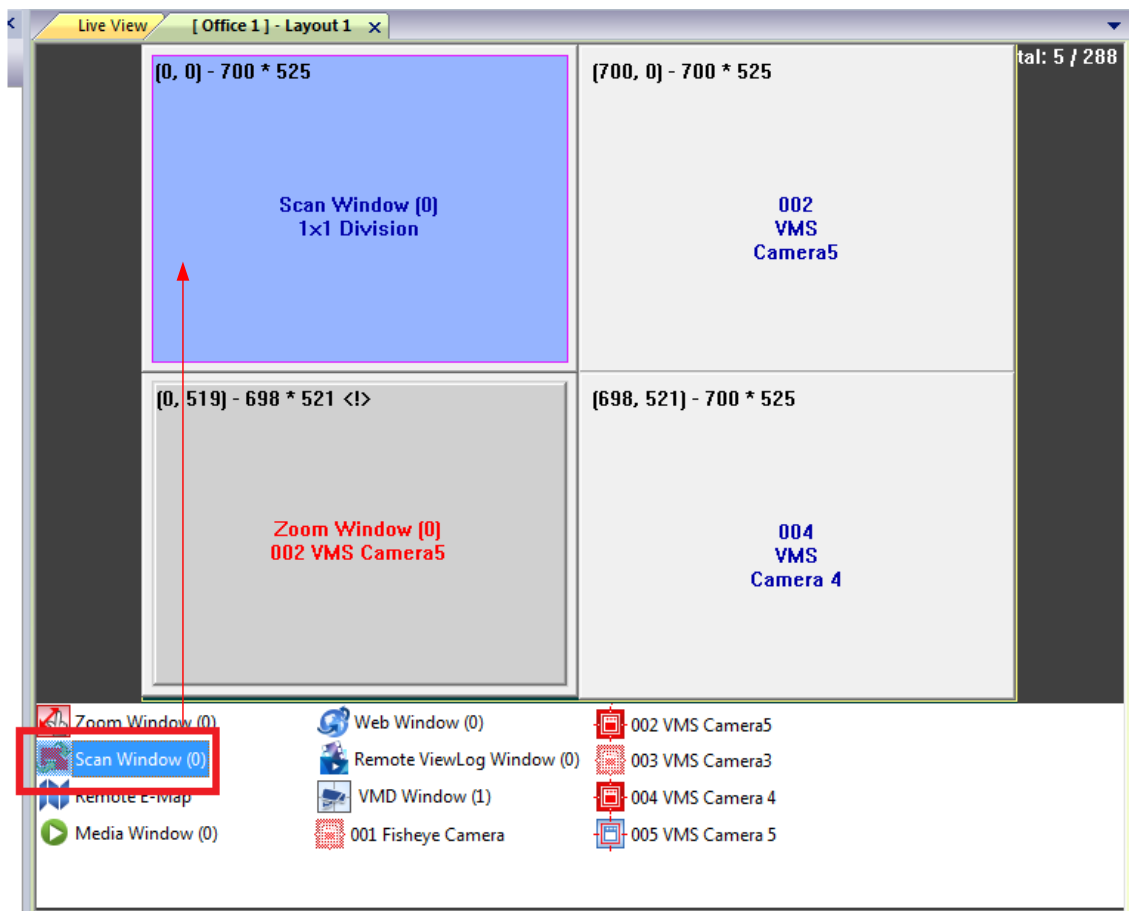 Live View
[ Office 1 ] - Layout 1 x
tal: 5 / 288
(0, 0) - 700 * 525
Scan Window (0)
1x1 Division
(700, 0) - 700 * 525
002
VMS
Camera5
(0, 519) - 698 * 521 <!>
Zoom Window (0)
002 VMS Camera5
(698, 521) - 700 * 525
004
VMS
Camera 4
Zoom Window (0)
Scan Window (0)
Remote E-Map
Media Window (0)
Web Window (0)
Remote ViewLog Window (0)
VMD Window (1)
001 Fisheye Camera
002 VMS Camera5
003 VMS Camera3
004 VMS Camera 4
005 VMS Camera 5